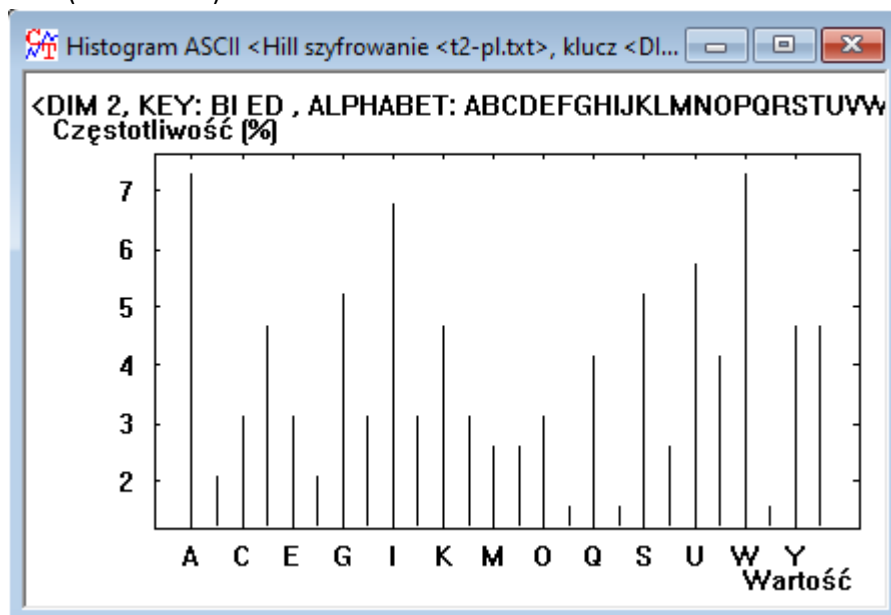 Histogram ASCII <Hill szyfrowanie <t2-pl.txt>, klucz <DI...
<DIM 2, KEY: BI ED , ALPHABET: ABCDEFGHIJKLMNOPQRSTUVW
Częstotliwość (%)
7
6
5
4
3
2
A C E G I K M O Q S U W Y
Wartość